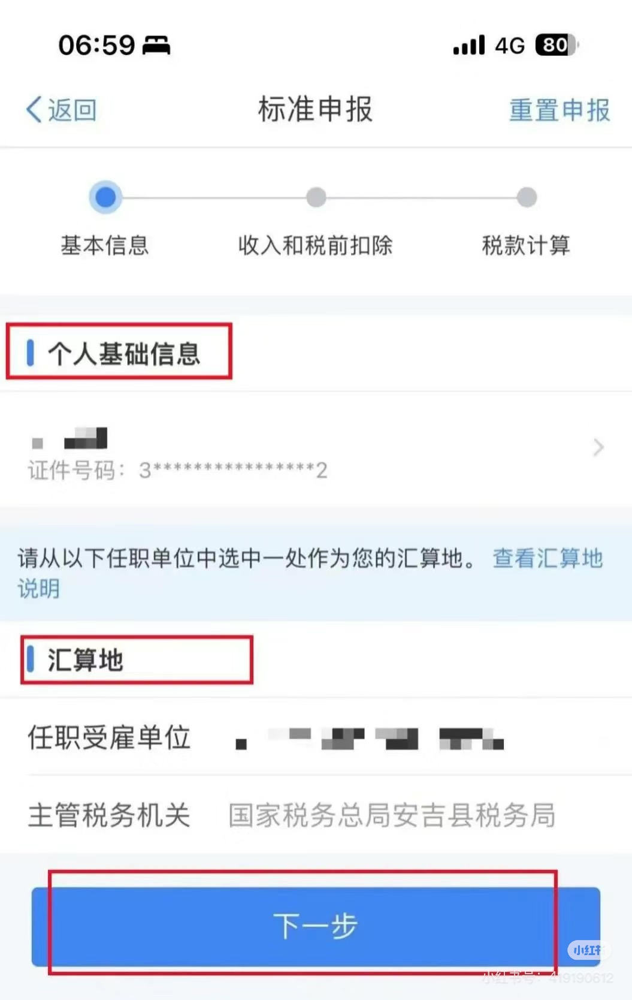 06:59 4G 80
返回 标准申报 重置申报
基本信息 收入和税前扣除 税款计算
个人基础信息
证件号码：3****************2
请从以下任职单位中选中一处作为您的汇算地。 查看汇算地
说明
汇算地
任职受雇单位
主管税务机关 国家税务总局安吉县税务局
下一步
小红书
小红书号：419190612